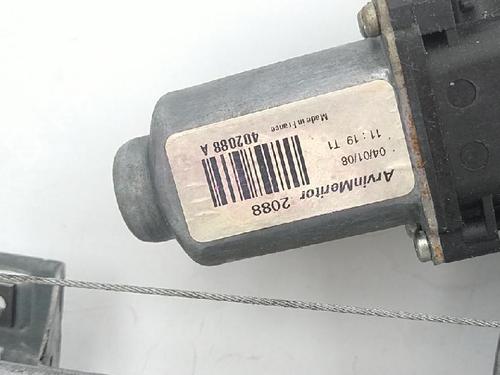 ArvinMeritor 2088
04/01/08
11:19 T1
402088 A
Made in France